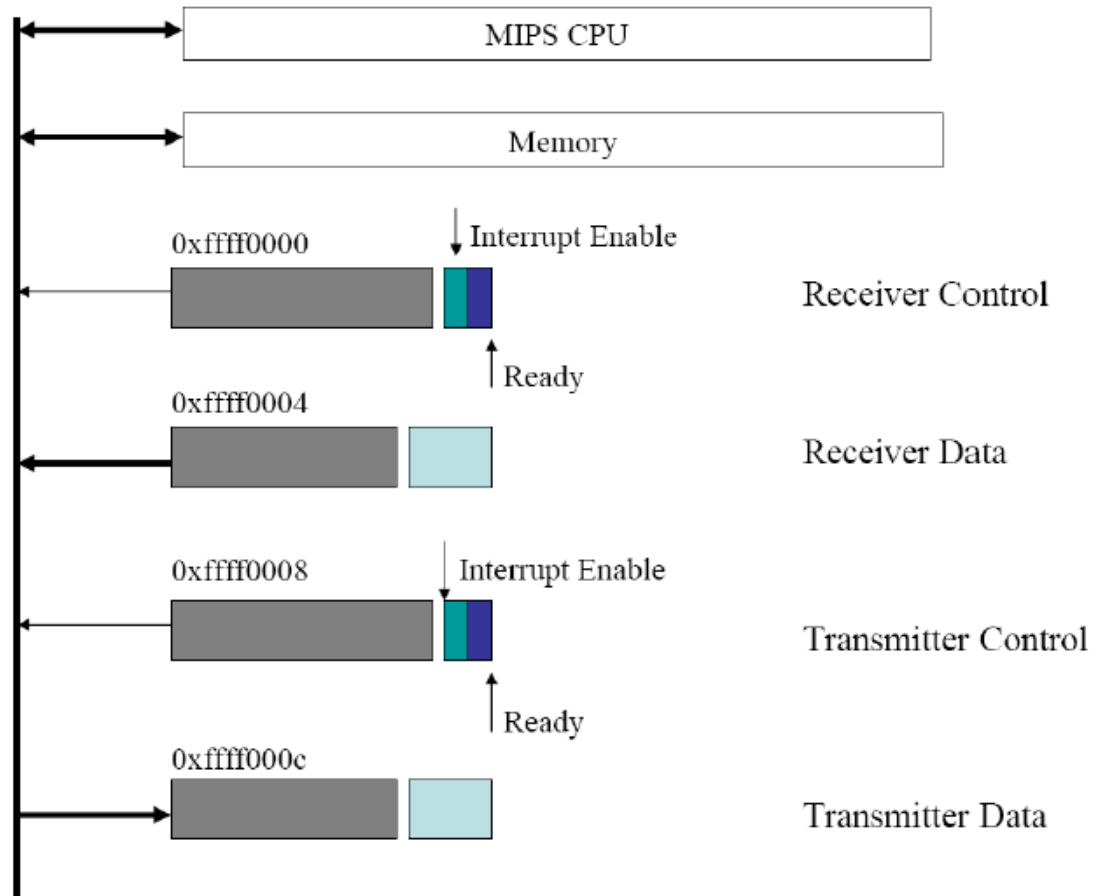 MIPS CPU
Memory
0xffff0000
Interrupt Enable
Receiver Control
Ready
0xffff0004
Receiver Data
0xffff0008
Interrupt Enable
Transmitter Control
Ready
0xffff000c
Transmitter Data